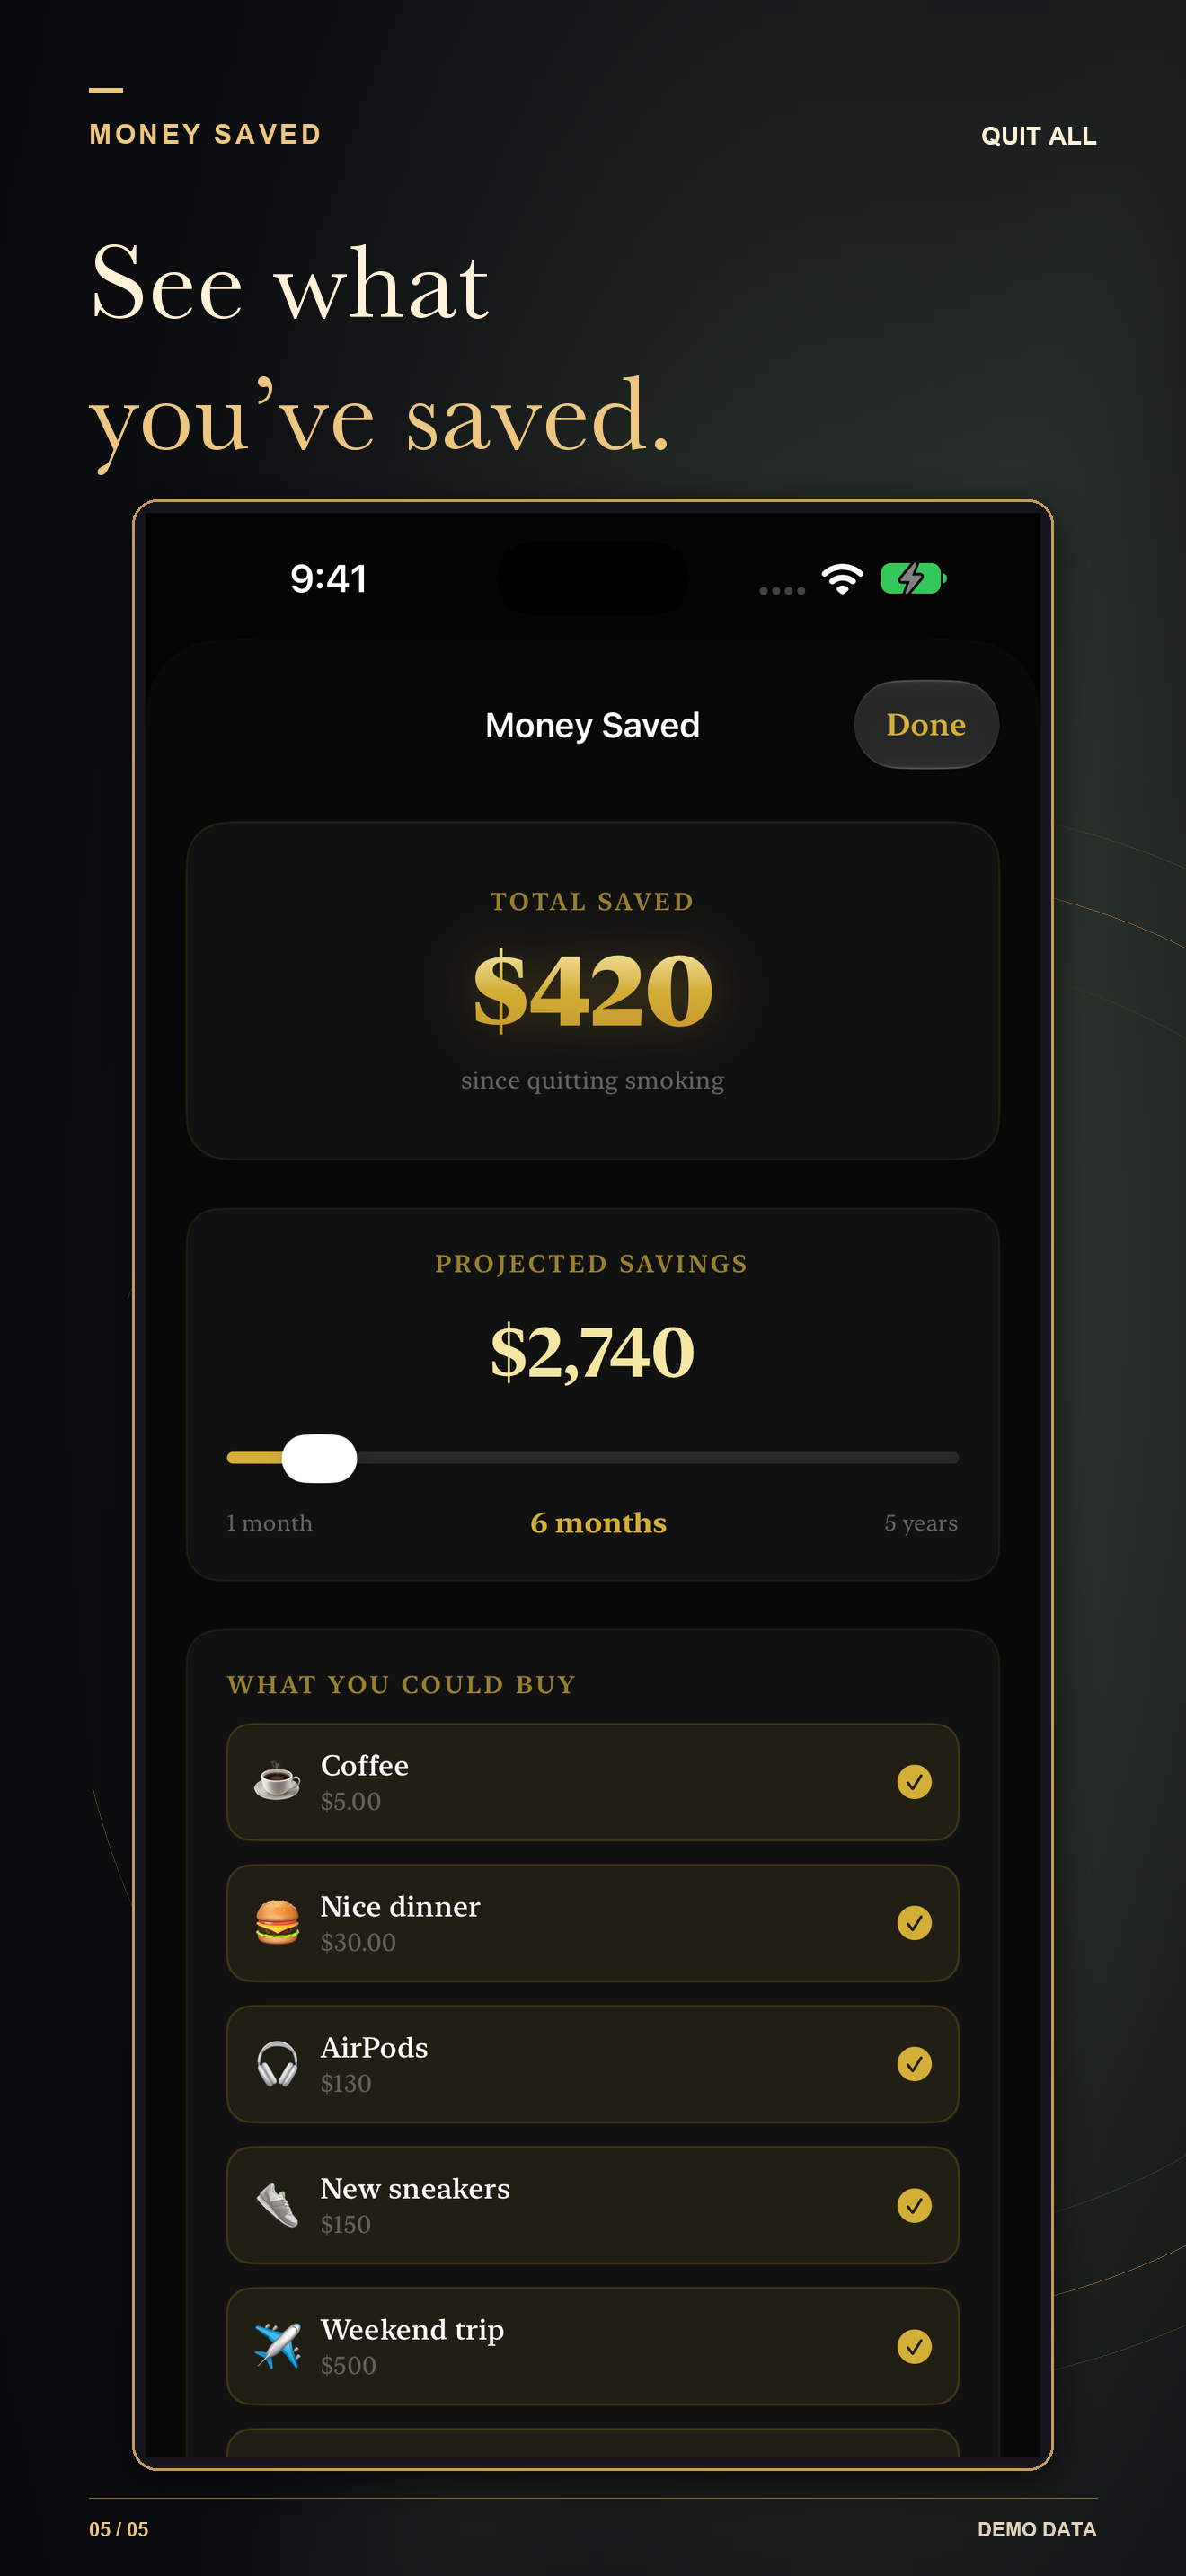 MONEY SAVED
QUIT ALL
See what
you’ve saved.
9:41
Money Saved
Done
TOTAL SAVED
$420
since quitting smoking
PROJECTED SAVINGS
$2,740
1 month
6 months
5 years
WHAT YOU COULD BUY
Coffee
$5.00
Nice dinner
$30.00
AirPods
$130
New sneakers
$150
Weekend trip
$500
05 / 05
DEMO DATA